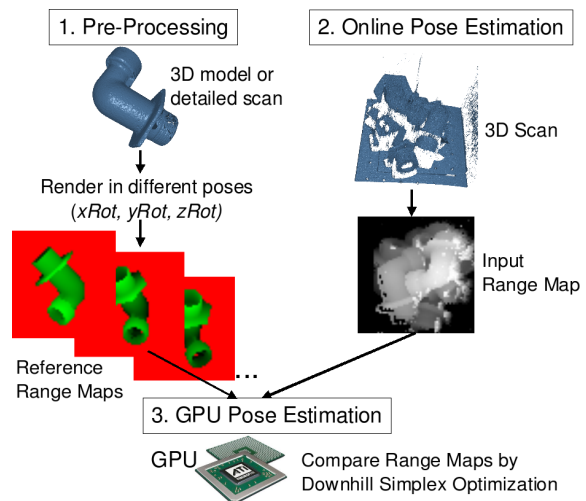 1. Pre-Processing
3D model or
detailed scan
Render in different poses
(xRot, yRot, zRot)
Reference
Range Maps
...
2. Online Pose Estimation
3D Scan
Input
Range Map
3. GPU Pose Estimation
GPU
ATI
Compare Range Maps by
Downhill Simplex Optimization